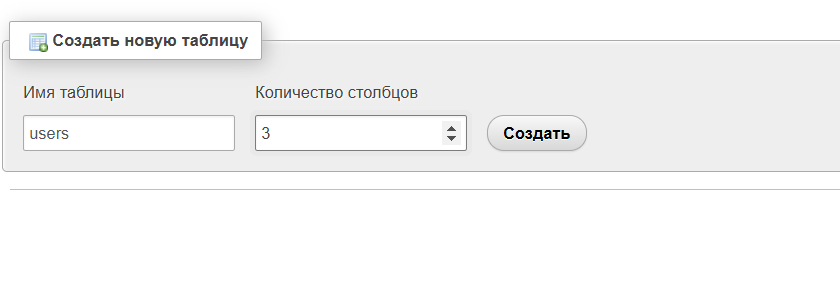 Создать новую таблицу
Имя таблицы Количество столбцов
users 3 Создать